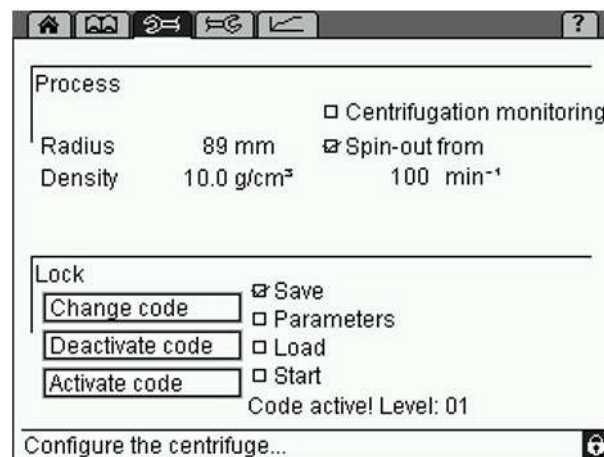 ?
Process
Centrifugation monitoring
Radius 89 mm Spin-out from
Density 10.0 g/cm³ 100 min⁻¹
Lock
Save
Change code
Parameters
Deactivate code Load
Activate code Start
Code active! Level: 01
Configure the centrifuge...